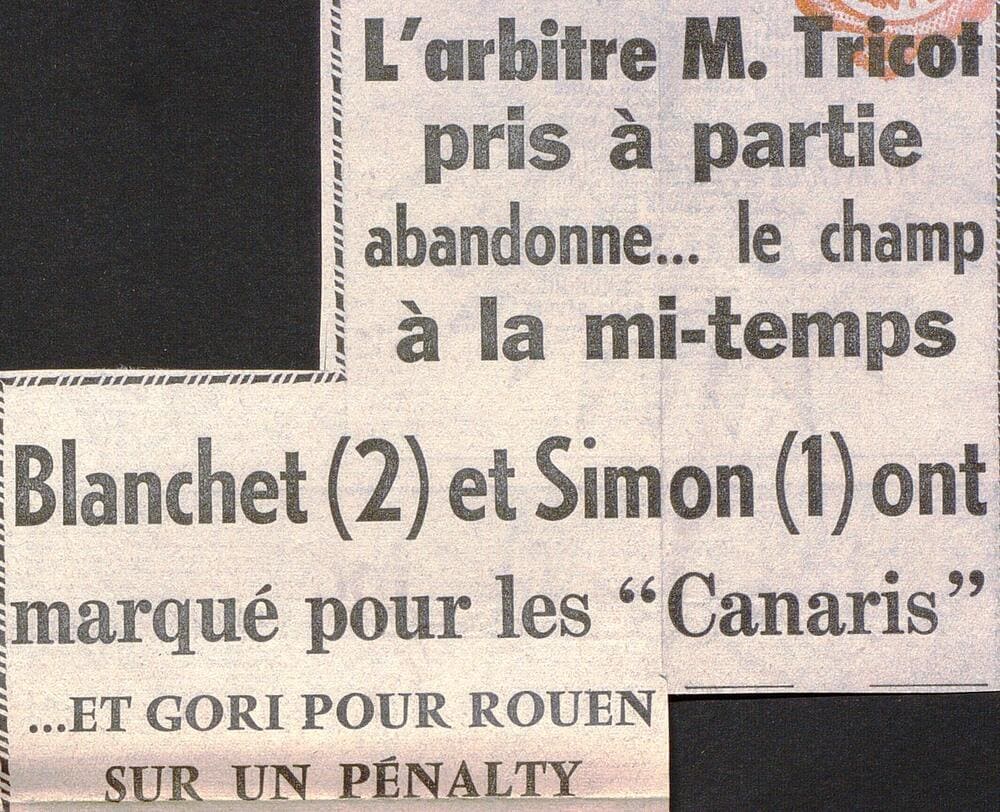 L'arbitre M. Tricot
pris à partie
abandonne... le champ
à la mi-temps
Blanchet (2) et Simon (1) ont
marqué pour les “Canaris”
...ET GORI POUR ROUEN
SUR UN PÉNALTY